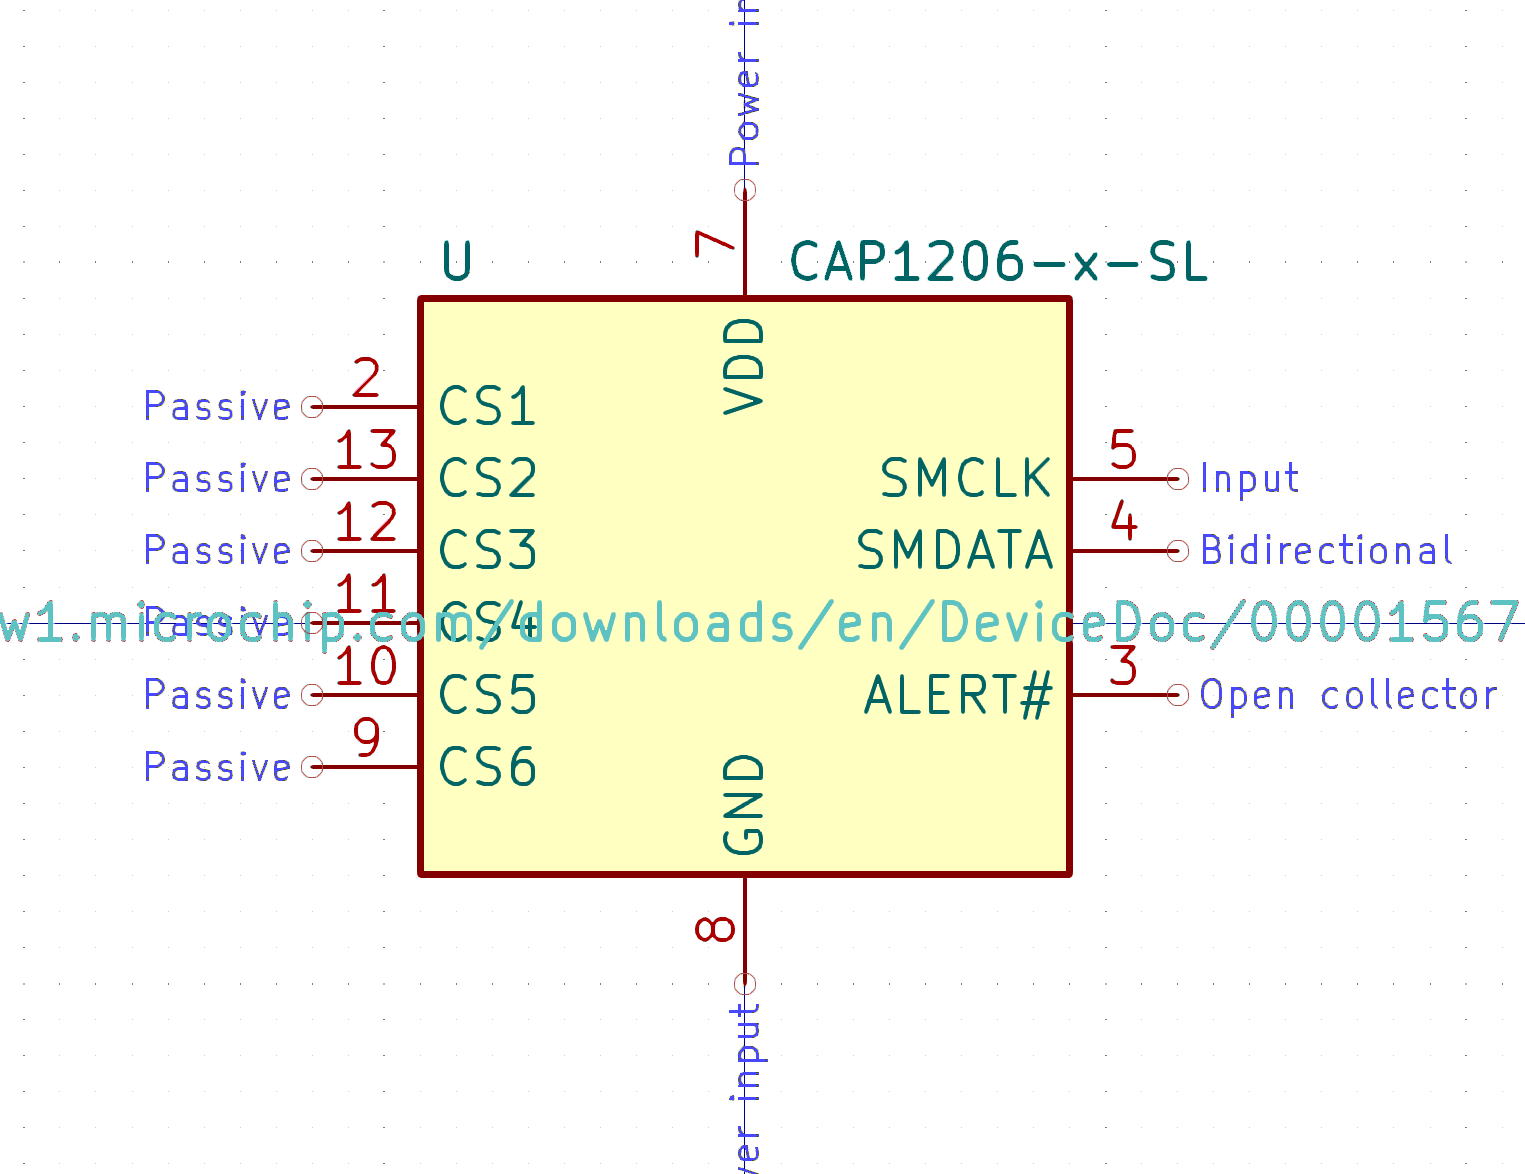 Power in
7
U
CAP1206-x-SL
VDD
Passive 2 CS1
Passive 13 CS2
SMCLK 5 Input
Passive 12 CS3
SMDATA 4 Bidirectional
Passive 11 CS4
w1.microchip.com/downloads/en/DeviceDoc/00001567
Passive 10 CS5
ALERT# 3 Open collector
Passive 9 CS6
GND
8
wer input